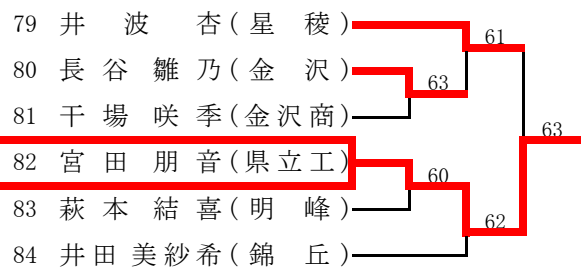 79 井波 杏(星 稜)
61
80 長谷 雛乃(金 沢)
63
81 干場 咲季(金沢商)
63
82 宮田 朋音(県立工)
60
83 萩本 結喜(明 峰)
62
84 井田 美紗希(錦 丘)